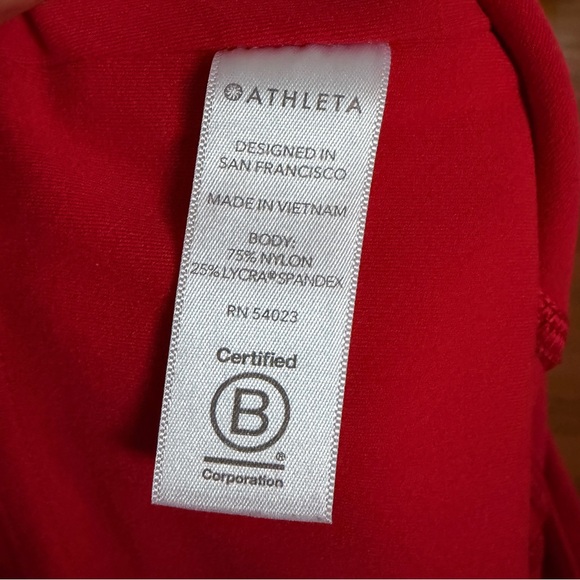 ATHLETA
DESIGNED IN
SAN FRANCISCO
MADE IN VIETNAM
BODY:
75% NYLON
25% LYCRA® SPANDEX
RN 54023
Certified
B
®
Corporation